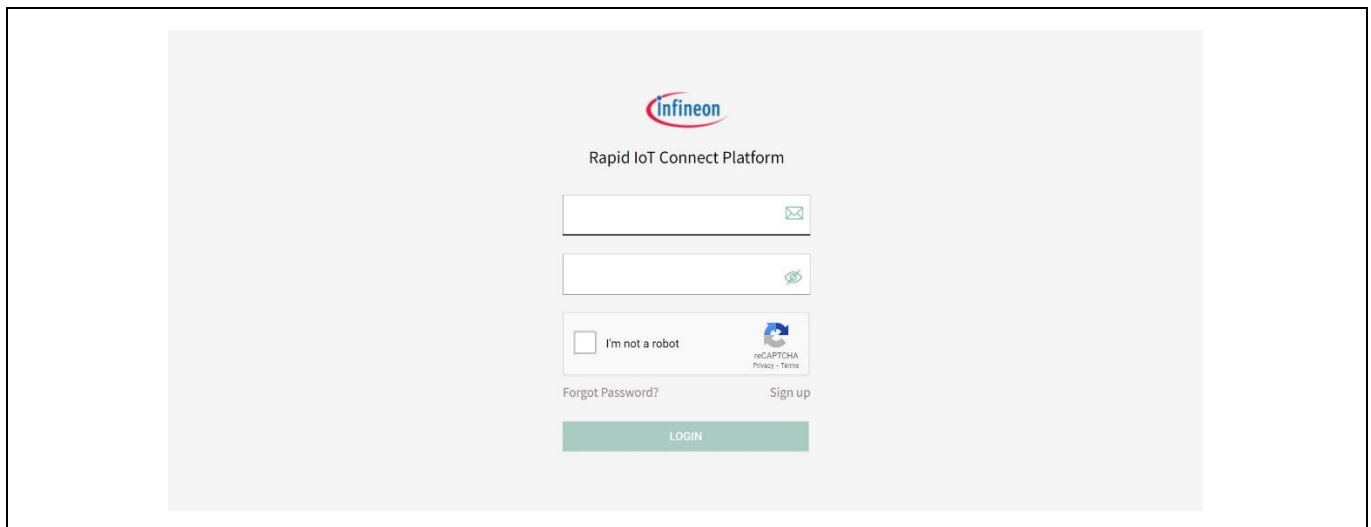 infineon
Rapid IoT Connect Platform
I'm not a robot
reCAPTCHA
Privacy - Terms
Forgot Password? Sign up
LOGIN